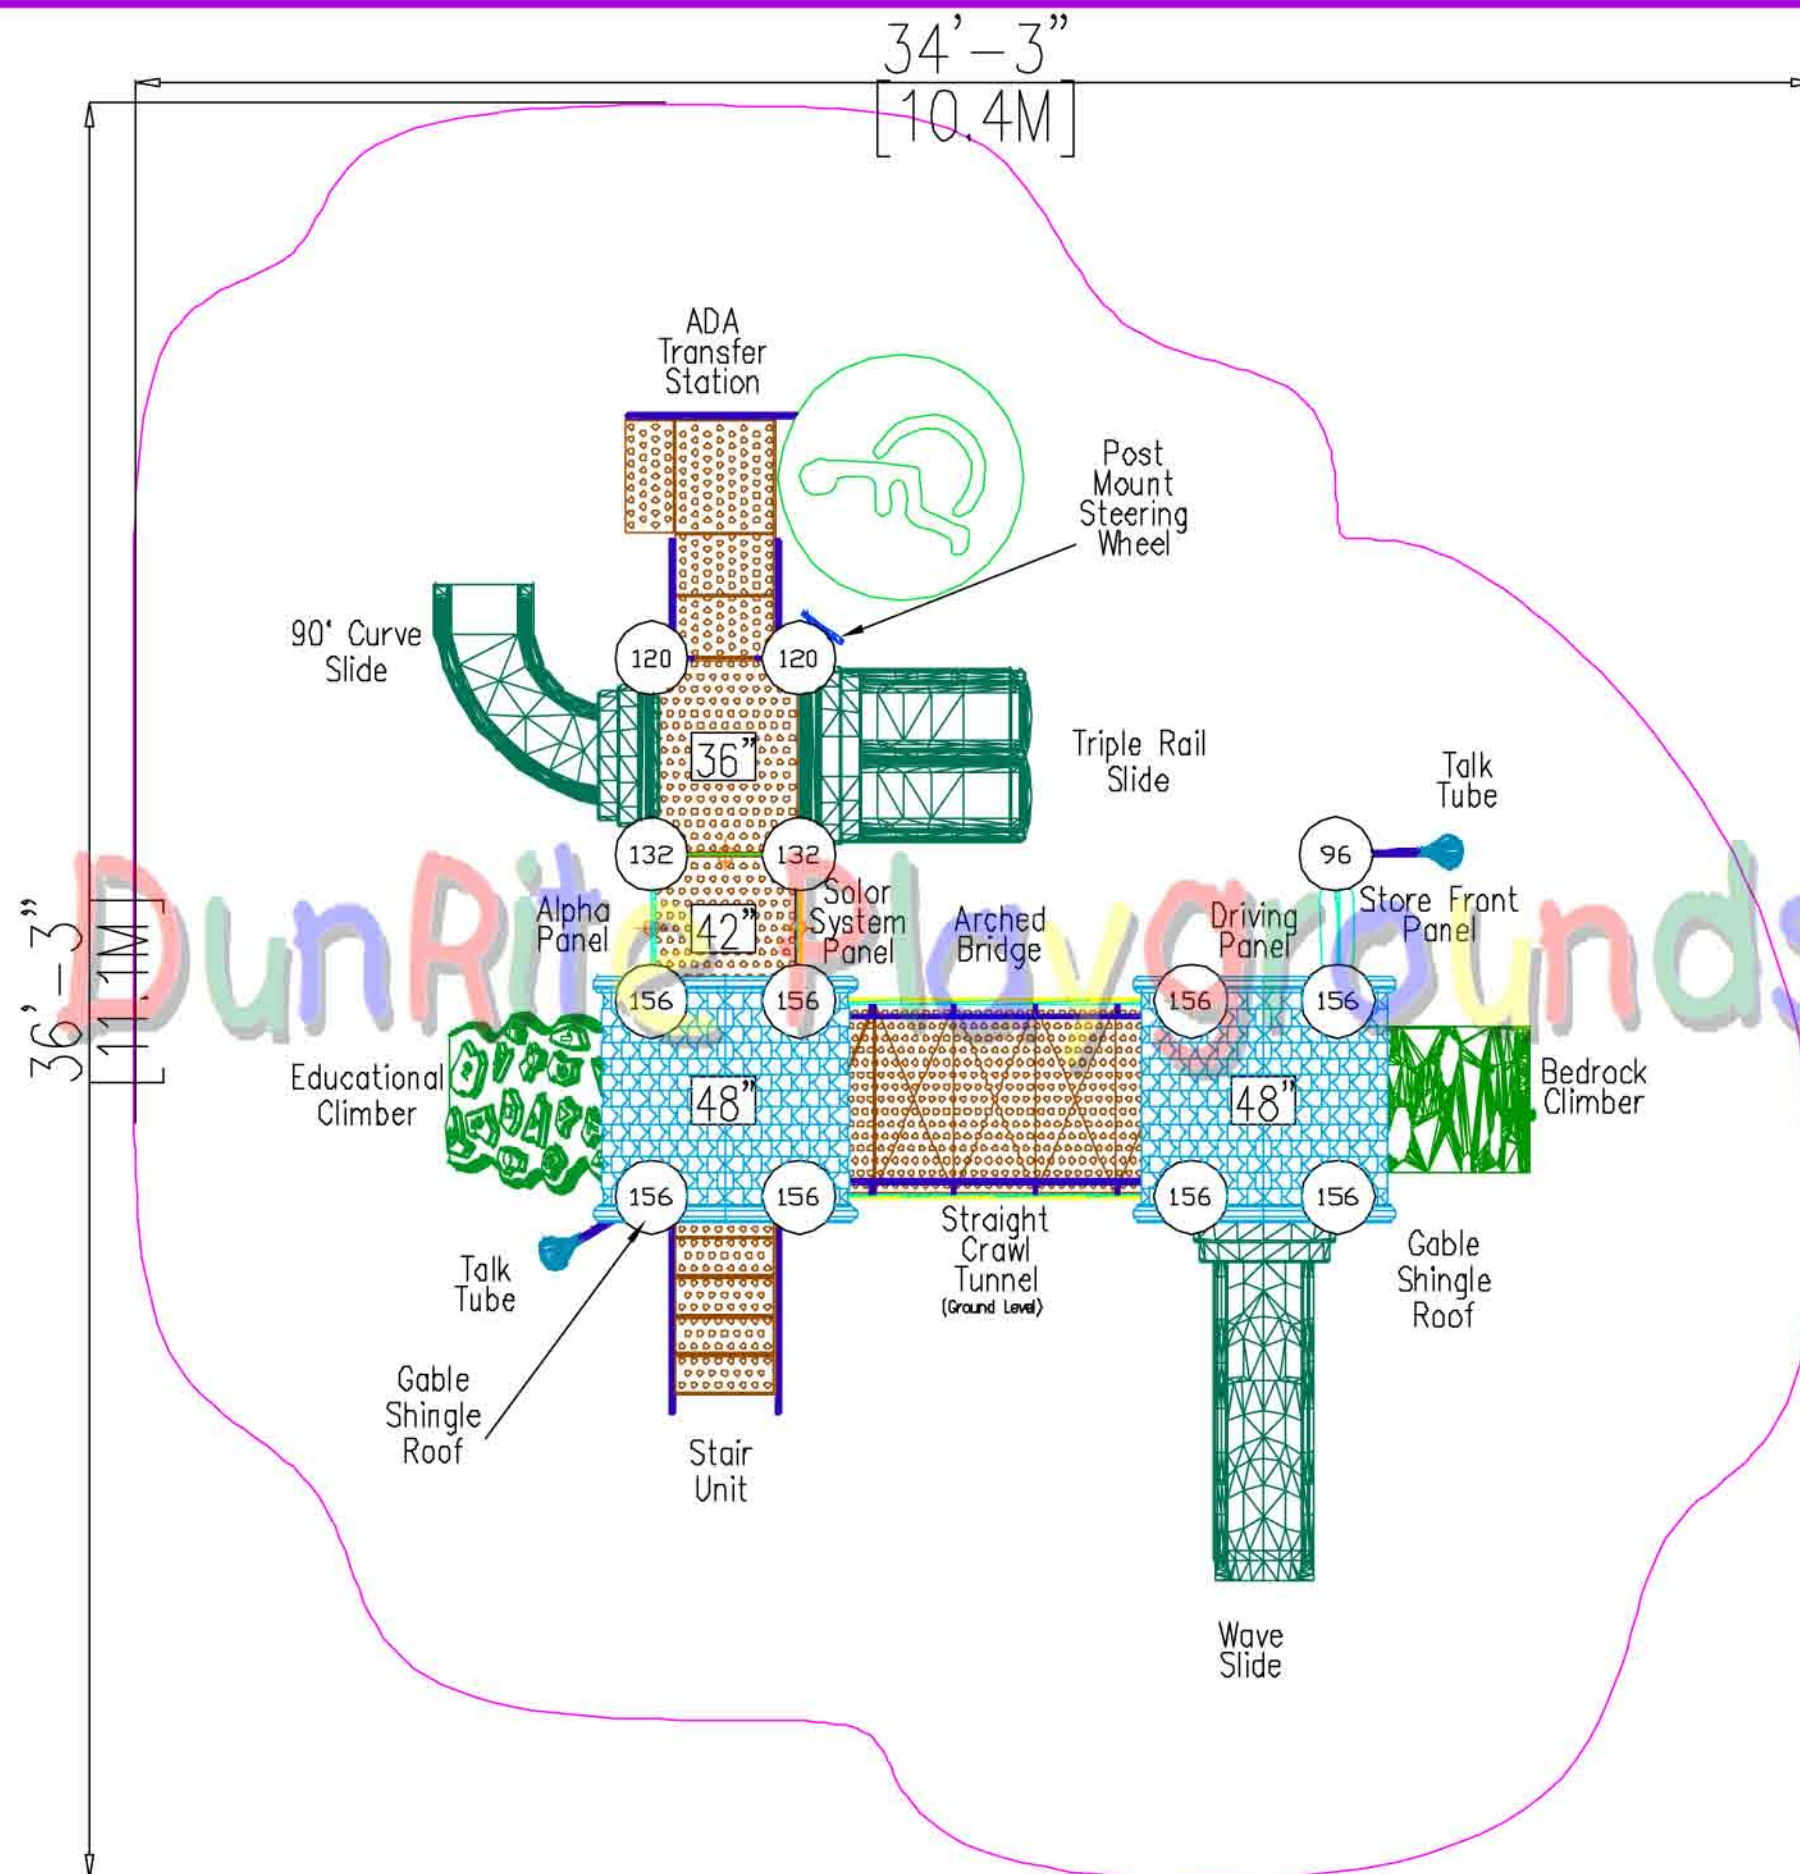 34'-3"
[10.4M]
ADA
Transfer
Station
Post
Mount
Steering
Wheel
90° Curve
Slide
120
120
36"
Triple Rail
Slide
Talk
Tube
132
132
96
Alpha
Panel
42"
Solar
System
Panel
Arched
Bridge
Driving
Panel
Store Front
Panel
DunRite Playgrounds
36'-3"
[11.1M]
156
156
156
156
Educational
Climber
48"
48"
Bedrock
Climber
156
156
156
156
Straight
Crawl
Tunnel
(Ground Level)
Talk
Tube
Gable
Shingle
Roof
Gable
Shingle
Roof
Stair
Unit
Wave
Slide